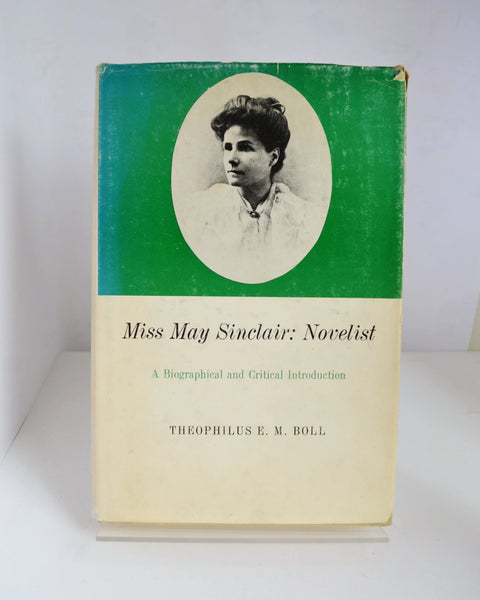 Miss May Sinclair: Novelist
A Biographical and Critical Introduction
THEOPHILUS E. M. BOLL